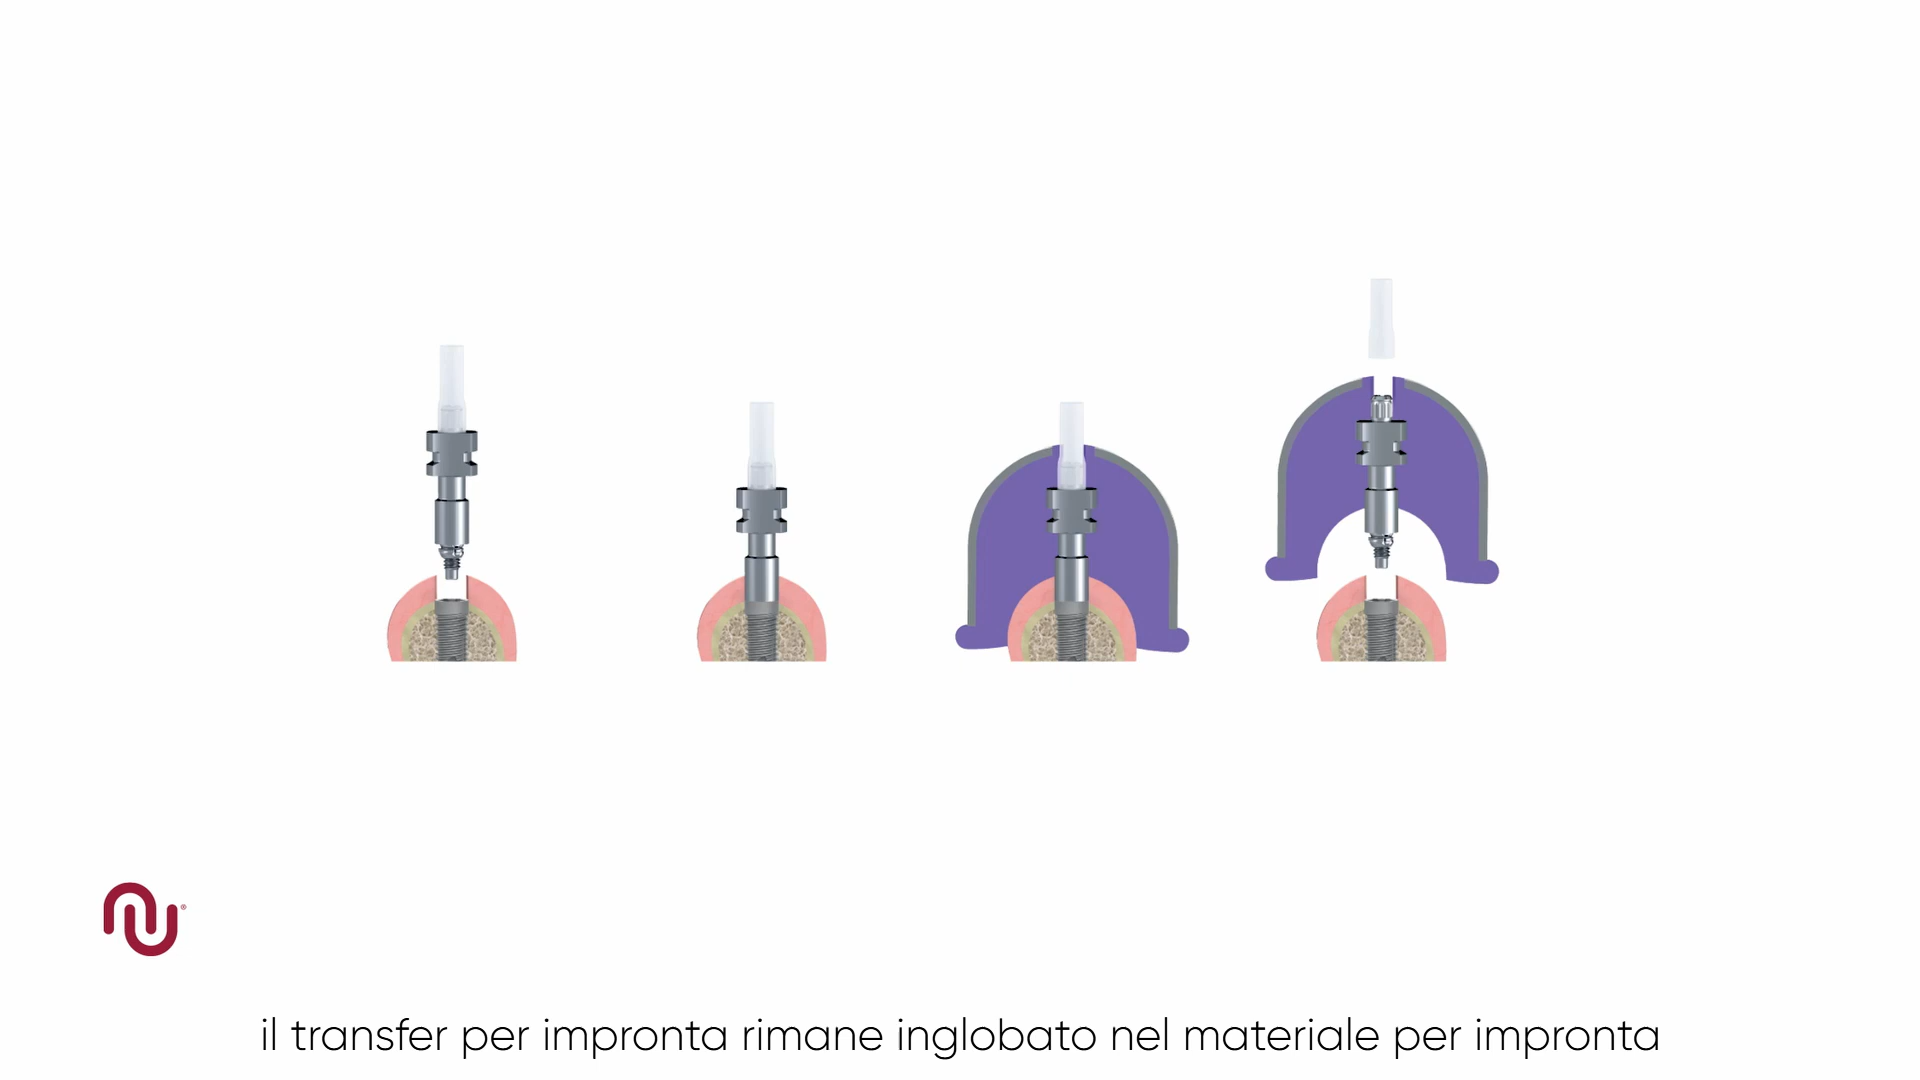 il transfer per impronta rimane inglobato nel materiale per impronta